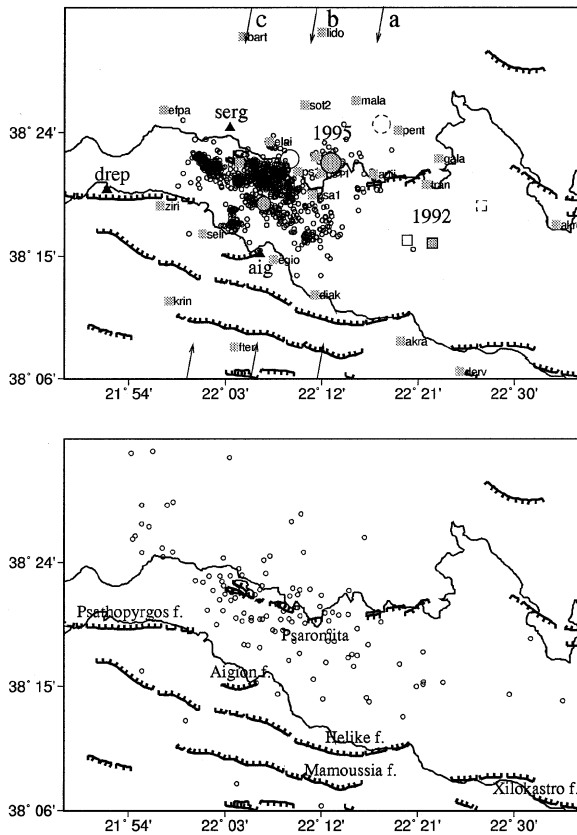 c b a
bart
lido
efpa
serg
sot2
mala
1995
pent
elai
gala
drep
psa1
tran
ziri
1992
seli
aig
egio
krin
diak
fter
akra
derv
38°24'
38°15'
38°06'
21°54' 22°03' 22°12' 22°21' 22°30'
Psathopyrgos f.
Psaromita
Aigion f.
Helike f.
Mamoussia f.
Xilokastro f.
38°24'
38°15'
38°06'
21°54' 22°03' 22°12' 22°21' 22°30'